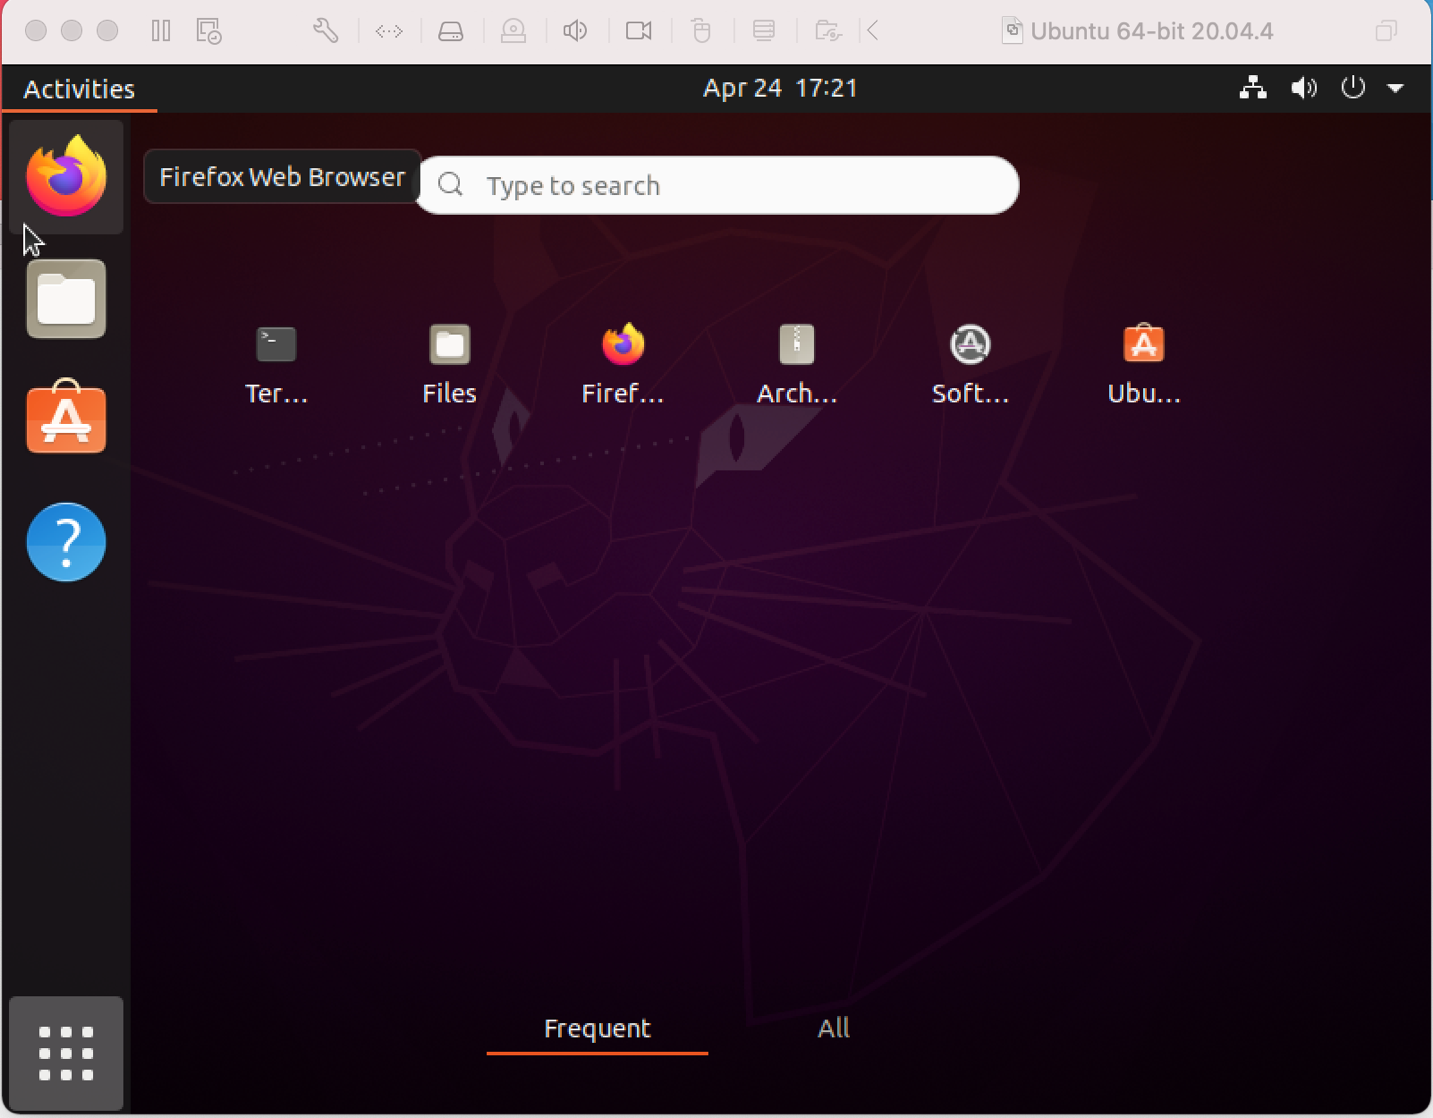 Ubuntu 64-bit 20.04.4
Activities
Apr 24 17:21
Firefox Web Browser
Type to search
Ter...
Files
Firef...
Arch...
Soft...
Ubu...
Frequent
All